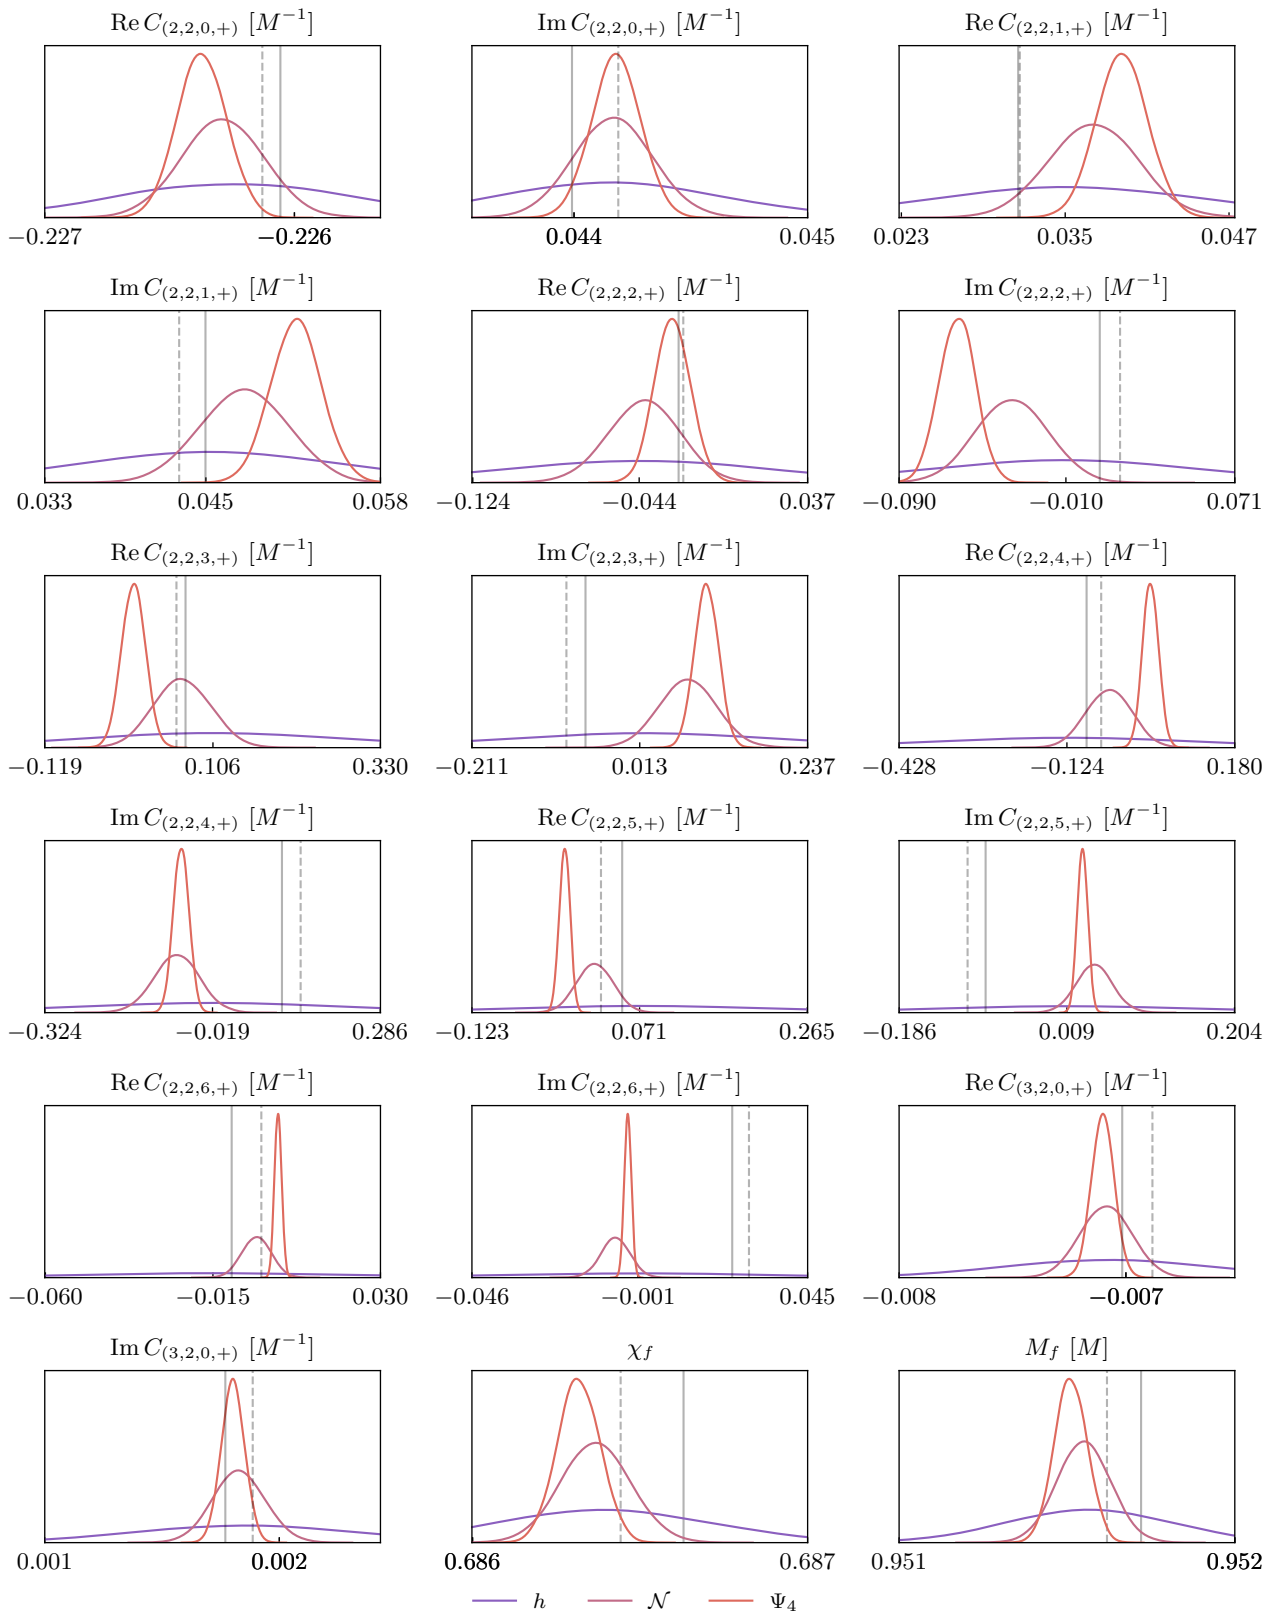 Re C(2,2,0,+) [M⁻¹] Im C(2,2,0,+) [M⁻¹] Re C(2,2,1,+) [M⁻¹]
−0.227 −0.226 0.044 0.045 0.023 0.035 0.047
Im C(2,2,1,+) [M⁻¹] Re C(2,2,2,+) [M⁻¹] Im C(2,2,2,+) [M⁻¹]
0.033 0.045 0.058 −0.124 −0.044 0.037 −0.090 −0.010 0.071
Re C(2,2,3,+) [M⁻¹] Im C(2,2,3,+) [M⁻¹] Re C(2,2,4,+) [M⁻¹]
−0.119 0.106 0.330 −0.211 0.013 0.237 −0.428 −0.124 0.180
Im C(2,2,4,+) [M⁻¹] Re C(2,2,5,+) [M⁻¹] Im C(2,2,5,+) [M⁻¹]
−0.324 −0.019 0.286 −0.123 0.071 0.265 −0.186 0.009 0.204
Re C(2,2,6,+) [M⁻¹] Im C(2,2,6,+) [M⁻¹] Re C(3,2,0,+) [M⁻¹]
−0.060 −0.015 0.030 −0.046 −0.001 0.045 −0.008 −0.007
Im C(3,2,0,+) [M⁻¹] χf Mf [M]
0.001 0.002 0.686 0.687 0.951 0.952
h 𝒩 Ψ₄